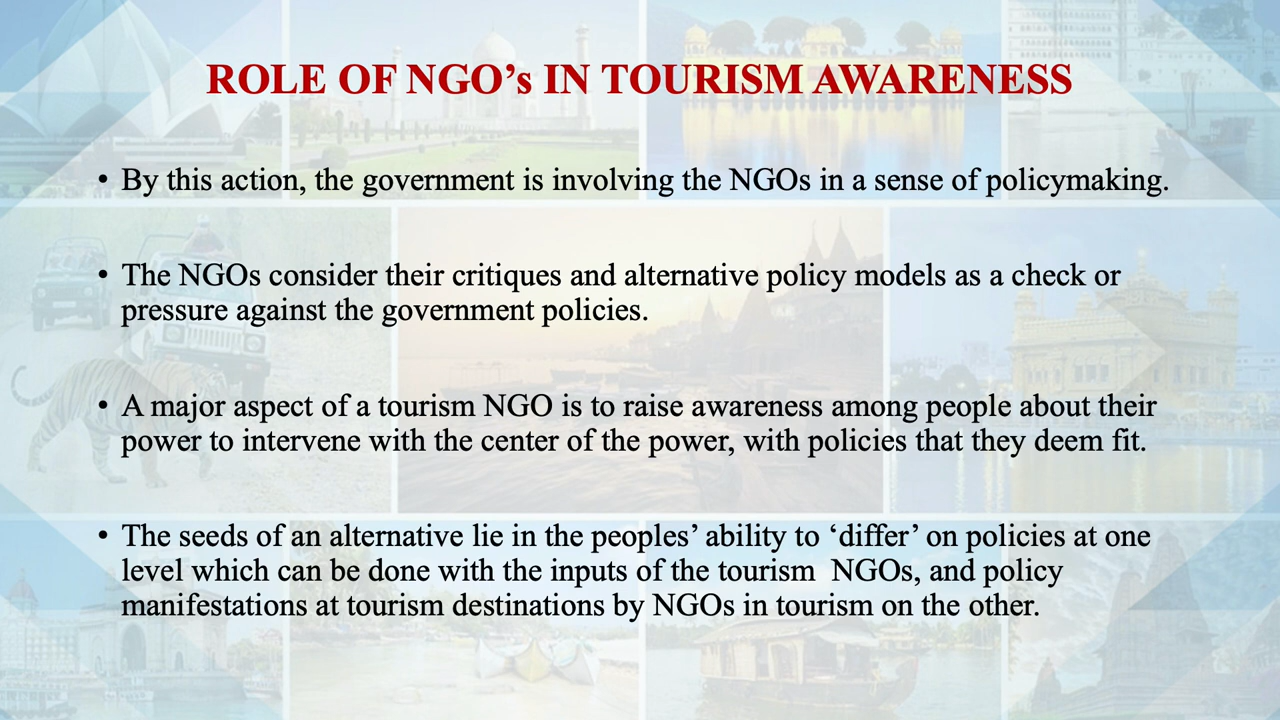 ROLE OF NGO’s IN TOURISM AWARENESS
• By this action, the government is involving the NGOs in a sense of policymaking.
• The NGOs consider their critiques and alternative policy models as a check or
pressure against the government policies.
• A major aspect of a tourism NGO is to raise awareness among people about their
power to intervene with the center of the power, with policies that they deem fit.
• The seeds of an alternative lie in the peoples’ ability to ‘differ’ on policies at one
level which can be done with the inputs of the tourism  NGOs, and policy
manifestations at tourism destinations by NGOs in tourism on the other.